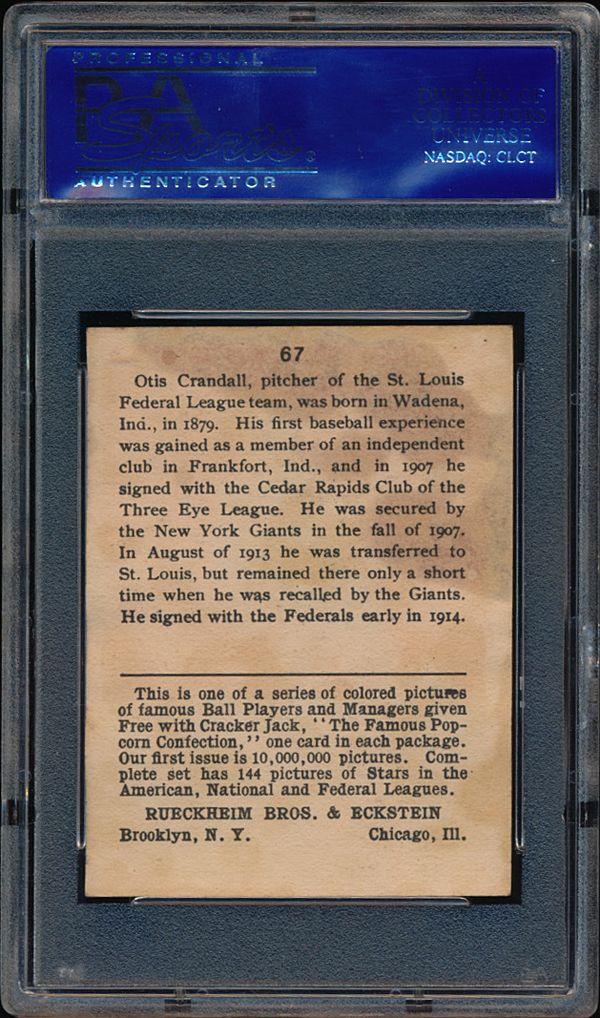 PROFESSIONAL
PSA
Sports
AUTHENTICATOR
A
DIVISION OF
COLLECTORS
UNIVERSE
NASDAQ: CLCT
67
Otis Crandall, pitcher of the St. Louis
Federal League team, was born in Wadena,
Ind., in 1879. His first baseball experience
was gained as a member of an independent
club in Frankfort, Ind., and in 1907 he
signed with the Cedar Rapids Club of the
Three Eye League. He was secured by
the New York Giants in the fall of 1907.
In August of 1913 he was transferred to
St. Louis, but remained there only a short
time when he was recalled by the Giants.
He signed with the Federals early in 1914.
This is one of a series of colored pictures
of famous Ball Players and Managers given
Free with Cracker Jack, "The Famous Pop-
corn Confection," one card in each package.
Our first issue is 10,000,000 pictures. Com-
plete set has 144 pictures of Stars in the
American, National and Federal Leagues.
RUECKHEIM BROS. & ECKSTEIN
Brooklyn, N. Y. Chicago, Ill.